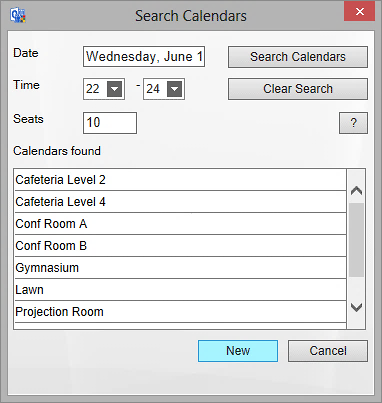 Search Calendars
Date Wednesday, June 1 Search Calendars
Time 22 - 24 Clear Search
Seats 10 ?
Calendars found
Cafeteria Level 2
Cafeteria Level 4
Conf Room A
Conf Room B
Gymnasium
Lawn
Projection Room
New Cancel